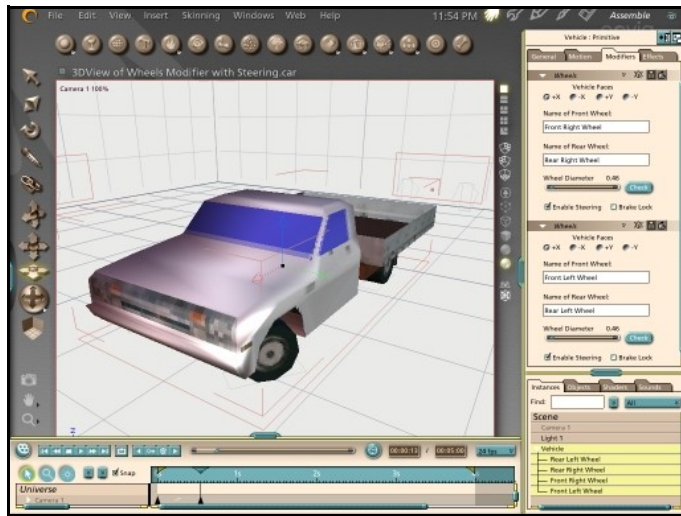 File Edit View Insert Skinning Windows Web Help 11:54 PM Assemble
3DView of Wheels Modifier with Steering.car
Camera 1 100%
Vehicle : Primitive
General Motion Modifiers Effects
Wheels
Vehicle Faces
+X -X +Y -Y
Name of Front Wheel:
Front Right Wheel
Name of Rear Wheel:
Rear Right Wheel
Wheel Diameter 0.46
Check
Enable Steering Brake Lock
Wheels
Vehicle Faces
+X -X +Y -Y
Name of Front Wheel:
Front Left Wheel
Name of Rear Wheel:
Rear Left Wheel
Wheel Diameter 0.46
Check
Enable Steering Brake Lock
Instances Objects Shaders Sounds
Find: All
Scene
Camera 1
Light 1
Vehicle
Rear Left Wheel
Rear Right Wheel
Front Right Wheel
Front Left Wheel
z
00:00:13 / 00:05:00 24 fps
Snap
1s 2s 3s
Universe
Camera 1